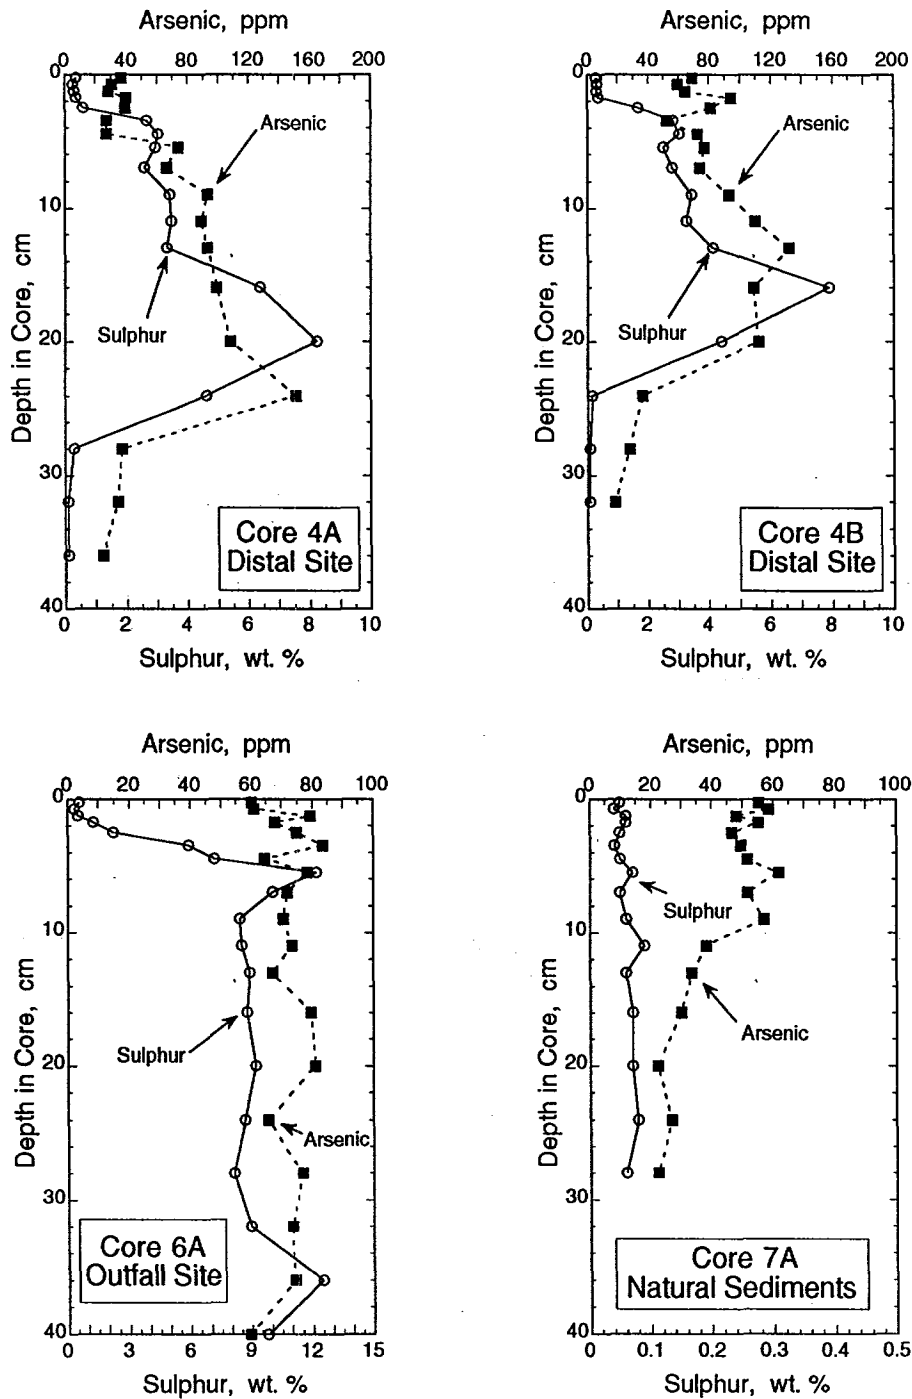 Arsenic, ppm
0 40 80 120 160 200
0
10
20
30
40
Depth in Core, cm
Arsenic
Sulphur
Core 4A
Distal Site
0 2 4 6 8 10
Sulphur, wt. %
Arsenic, ppm
0 40 80 120 160 200
0
10
20
30
40
Depth in Core, cm
Arsenic
Sulphur
Core 4B
Distal Site
0 2 4 6 8 10
Sulphur, wt. %
Arsenic, ppm
0 20 40 60 80 100
0
10
20
30
40
Depth in Core, cm
Sulphur
Arsenic
Core 6A
Outfall Site
0 3 6 9 12 15
Sulphur, wt. %
Arsenic, ppm
0 20 40 60 80 100
0
10
20
30
40
Depth in Core, cm
Sulphur
Arsenic
Core 7A
Natural Sediments
0 0.1 0.2 0.3 0.4 0.5
Sulphur, wt. %